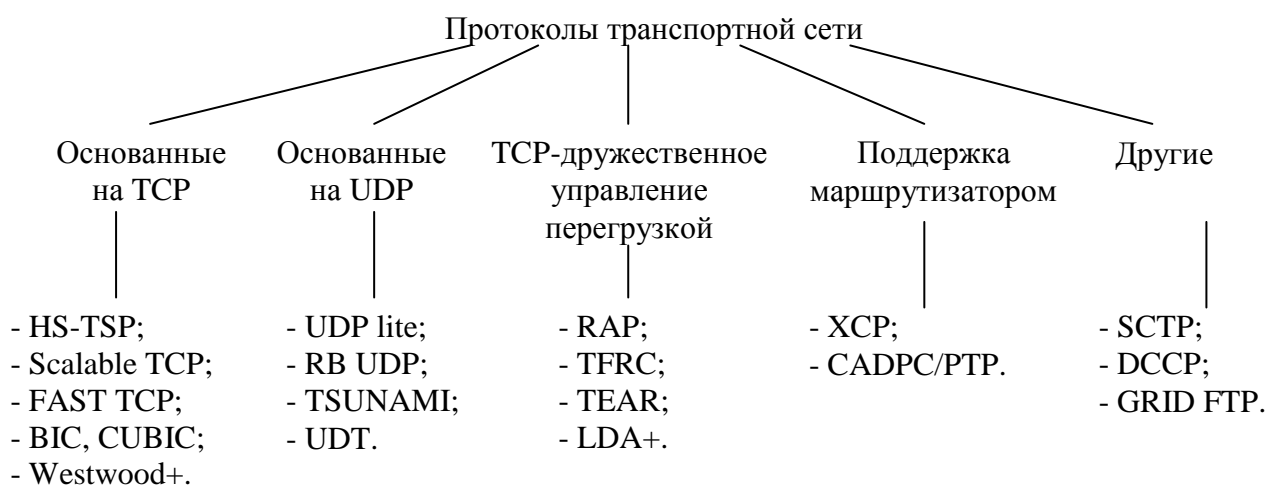 Протоколы транспортной сети
Основанные
на TCP
Основанные
на UDP
TCP-дружественное
управление
перегрузкой
Поддержка
маршрутизатором
Другие
- HS-TSP;
- Scalable TCP;
- FAST TCP;
- BIC, CUBIC;
- Westwood+.
- UDP lite;
- RB UDP;
- TSUNAMI;
- UDT.
- RAP;
- TFRC;
- TEAR;
- LDA+.
- XCP;
- CADPC/PTP.
- SCTP;
- DCCP;
- GRID FTP.